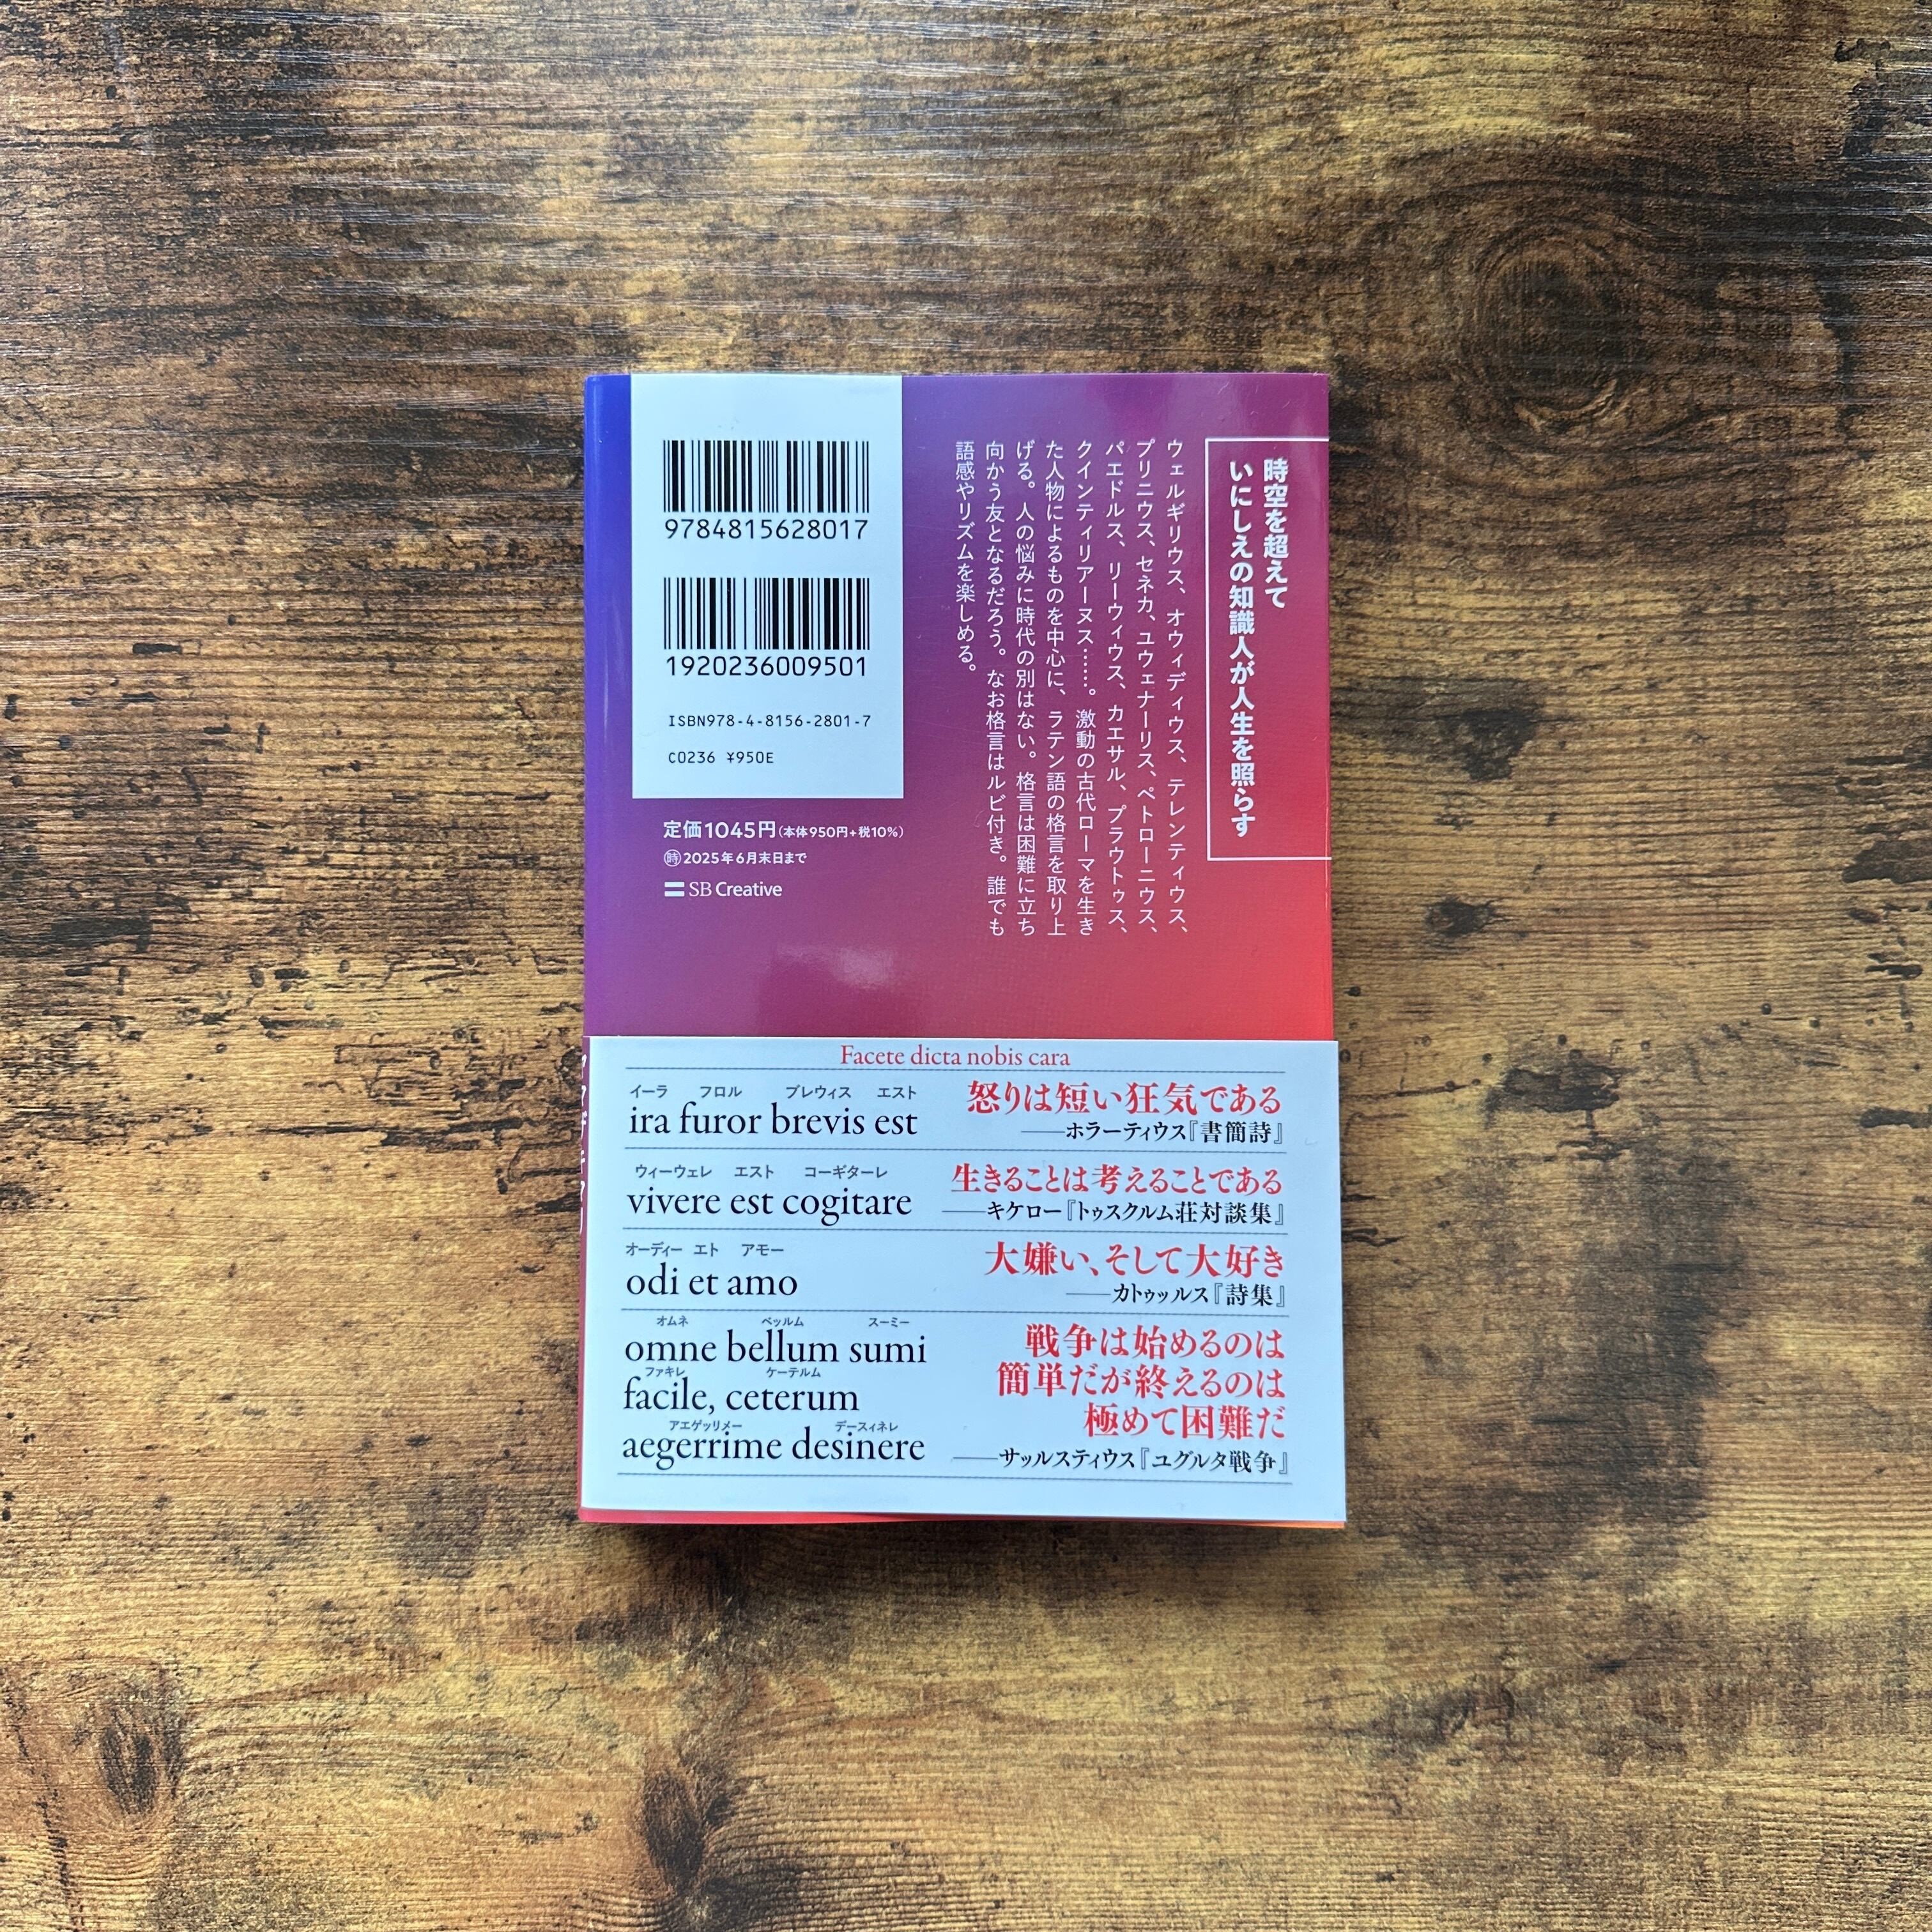 時空を超えて
いにしえの知識人が人生を照らす
ウェルギリウス、オウィディウス、テレンティウス、
プリニウス、セネカ、ユウェナーリス、ペトローニウス、
パエドルス、リーウィウス、カエサル、プラウトゥス、
クインティリアーヌス……。激動の古代ローマを生き
た人物によるものを中心に、ラテン語の格言を取り上
げる。人の悩みに時代の別はない。格言は困難に立ち
向かう友となるだろう。なお格言はルビ付き。誰でも
語感やリズムを楽しめる。
9784815628017
1920236009501
ISBN978-4-8156-2801-7
C0236 ¥950E
定価1045円(本体950円+税10%)
時 2025年6月末日まで
SB Creative
Facete dicta nobis cara
イーラ フロル ブレウィス エスト
ira furor brevis est
怒りは短い狂気である
――ホラーティウス『書簡詩』
ウィーウェレ エスト コーギターレ
vivere est cogitare
生きることは考えることである
――キケロー『トゥスクルム荘対談集』
オーディー エト アモー
odi et amo
大嫌い、そして大好き
――カトゥッルス『詩集』
オムネ ベッルム スーミー
omne bellum sumi
ファキレ ケーテルム
facile, ceterum
アエゲッリメー デースィネレ
aegerrime desinere
戦争は始めるのは
簡単だが終えるのは
極めて困難だ
――サッルスティウス『ユグルタ戦争』